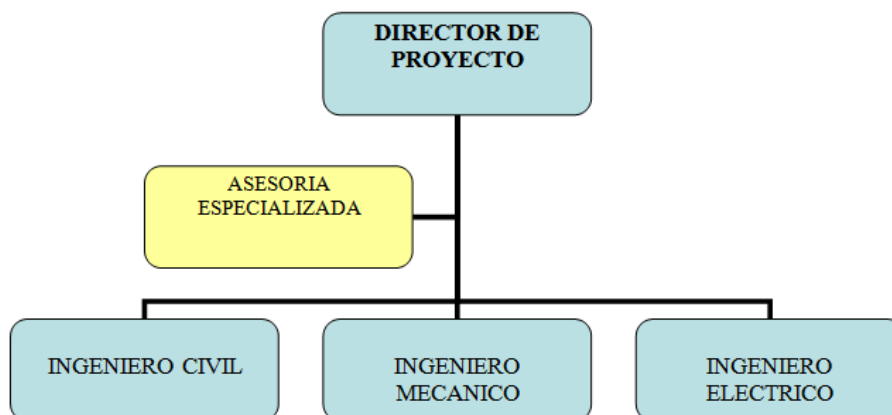 DIRECTOR DE
PROYECTO
ASESORIA
ESPECIALIZADA
INGENIERO CIVIL
INGENIERO
MECANICO
INGENIERO
ELECTRICO